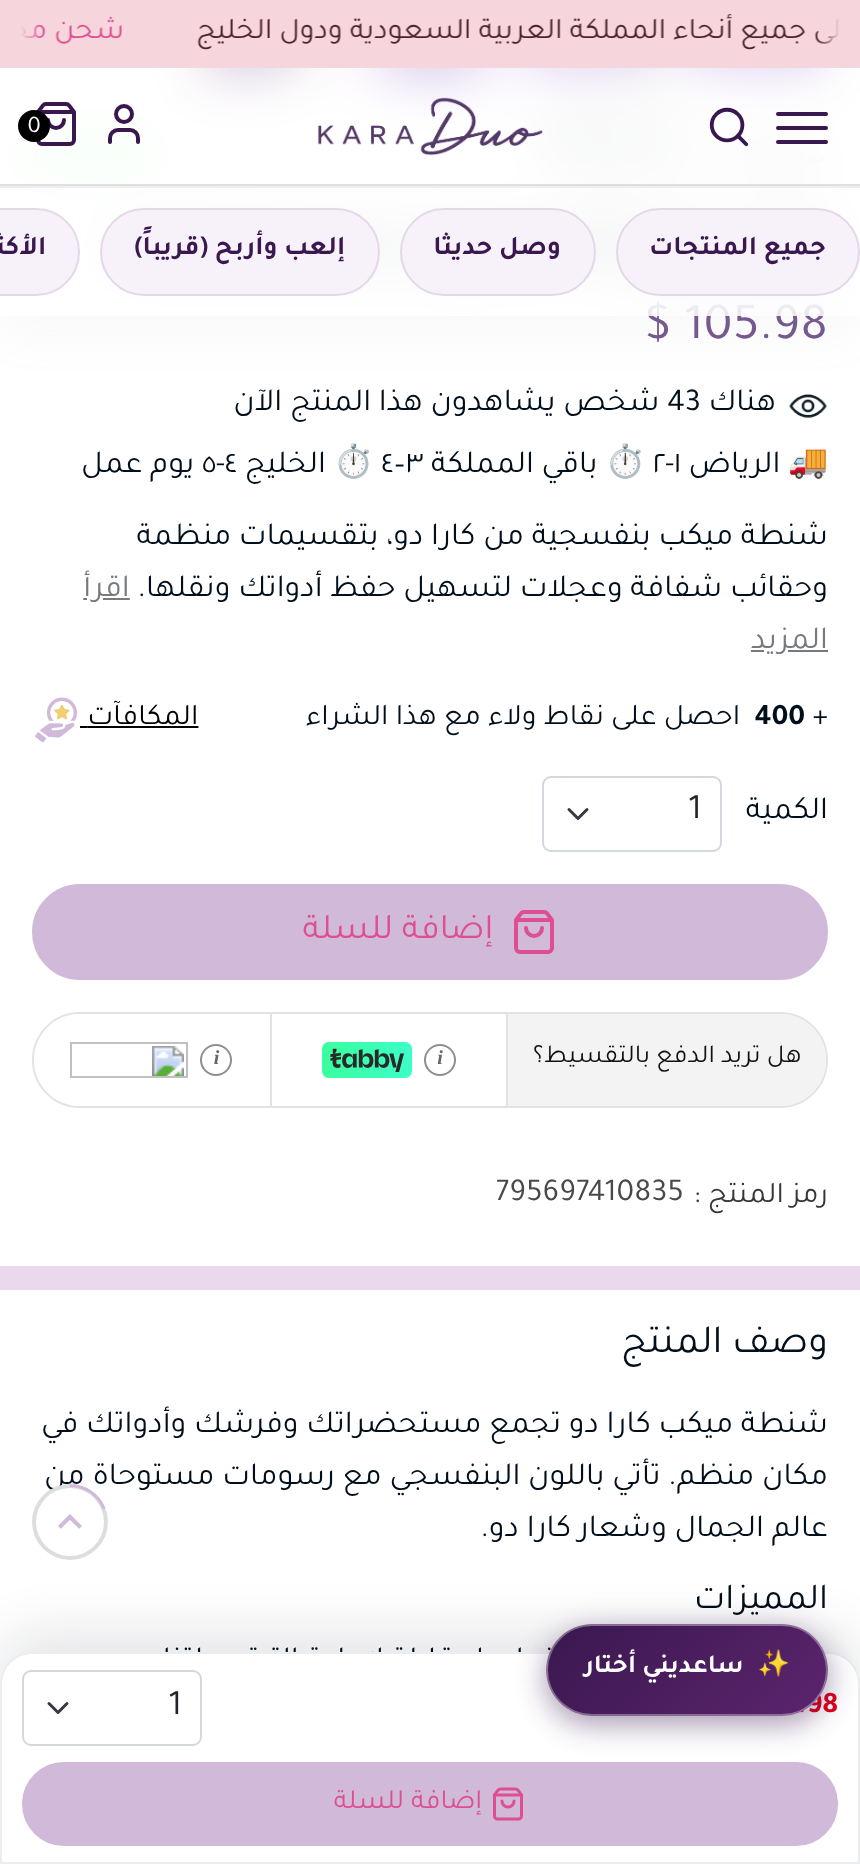 جميع أنحاء المملكة العربية السعودية ودول الخليج
شحن
KARA Duo
0
جميع المنتجات
وصل حديثا
إلعب وأربح (قريباً)
$ 105.98
هناك 43 شخص يشاهدون هذا المنتج الآن
🚚 الرياض ١-٢ ⏱️ باقي المملكة ٣-٤ ⏱️ الخليج ٤-٥ يوم عمل
شنطة ميكب بنفسجية من كارا دو، بتقسيمات منظمة
وحقائب شفافة وعجلات لتسهيل حفظ أدواتك ونقلها. اقرأ
المزيد
+ 400 احصل على نقاط ولاء مع هذا الشراء
المكافآت
الكمية
1
إضافة للسلة
هل تريد الدفع بالتقسيط؟
i
tabby
i
رمز المنتج : 795697410835
وصف المنتج
شنطة ميكب كارا دو تجمع مستحضراتك وفرشك وأدواتك في
مكان منظم. تأتي باللون البنفسجي مع رسومات مستوحاة من
عالم الجمال وشعار كارا دو.
المميزات
✨ ساعديني أختار
98
1
إضافة للسلة